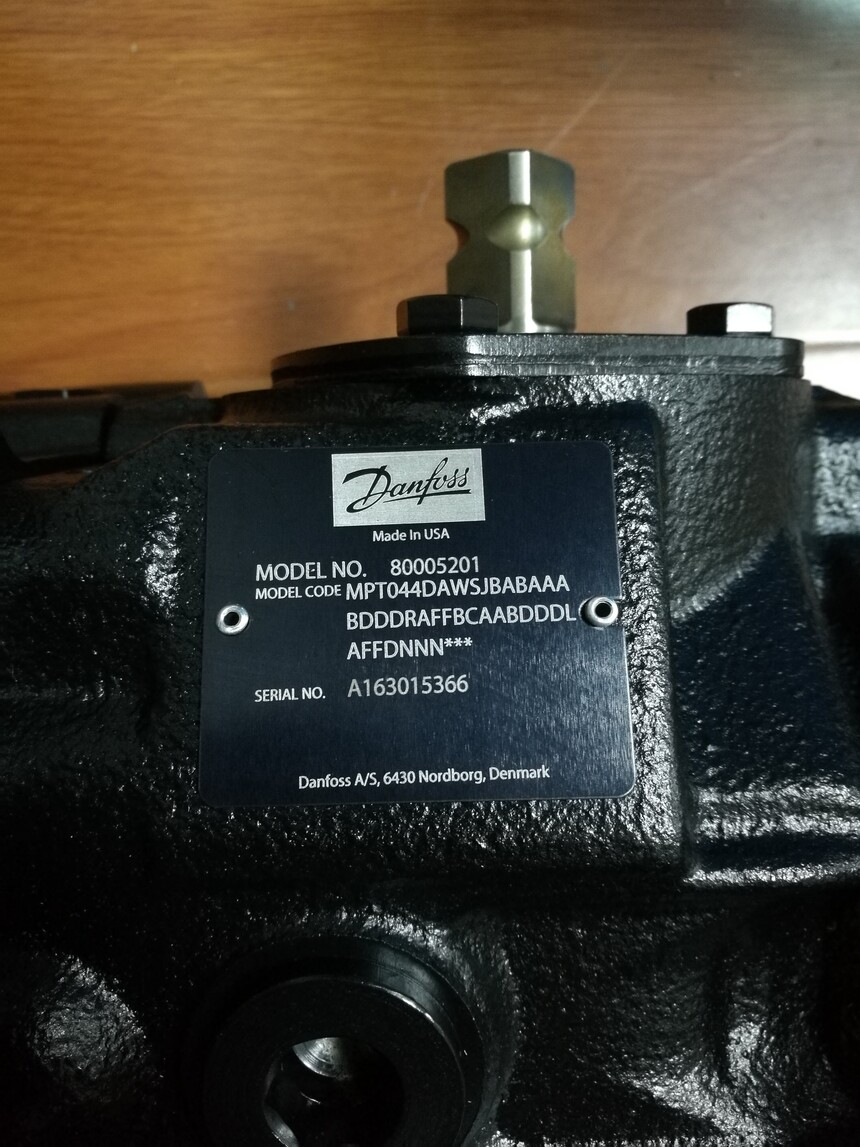 Danfoss
Made In USA
MODEL NO. 80005201
MODEL CODE MPT044DAWSJBABAAA
BDDDRAFFBCAABDDDL
AFFDNNN***
SERIAL NO. A163015366
Danfoss A/S, 6430 Nordborg, Denmark